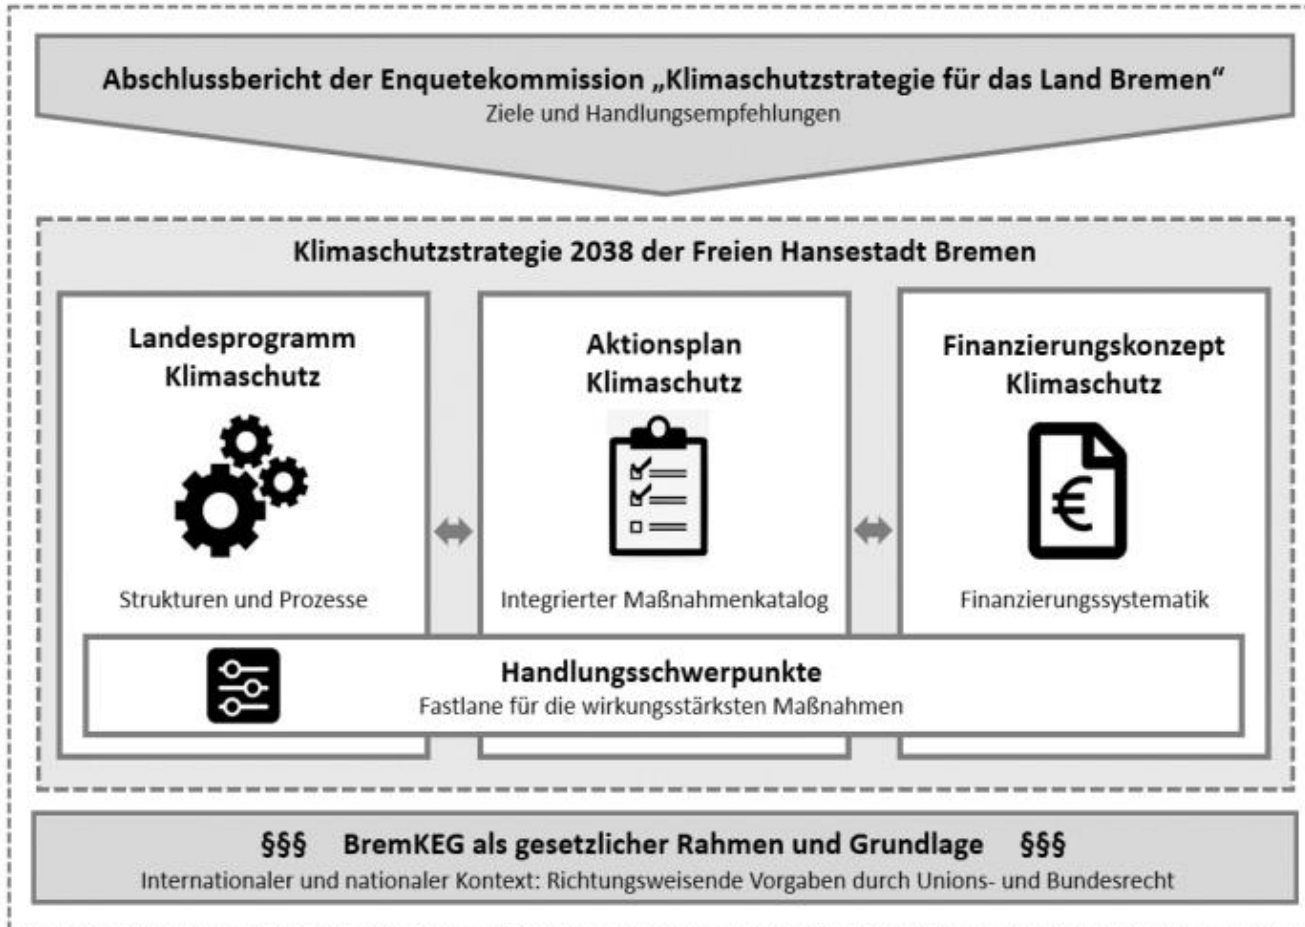 Abschlussbericht der Enquetekommission „Klimaschutzstrategie für das Land Bremen“
Ziele und Handlungsempfehlungen
Klimaschutzstrategie 2038 der Freien Hansestadt Bremen
Landesprogramm
Klimaschutz
Strukturen und Prozesse
Aktionsplan
Klimaschutz
Integrierter Maßnahmenkatalog
Finanzierungskonzept
Klimaschutz
€
Finanzierungssystematik
Handlungsschwerpunkte
Fastlane für die wirkungsstärksten Maßnahmen
§§§ BremKEG als gesetzlicher Rahmen und Grundlage §§§
Internationaler und nationaler Kontext: Richtungsweisende Vorgaben durch Unions- und Bundesrecht